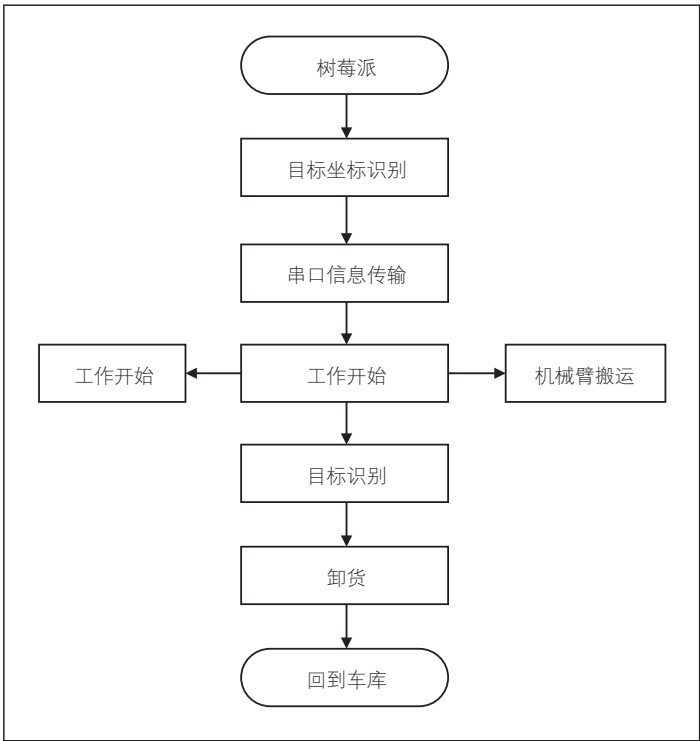 树莓派
目标坐标识别
串口信息传输
工作开始
工作开始
机械臂搬运
目标识别
卸货
回到车库